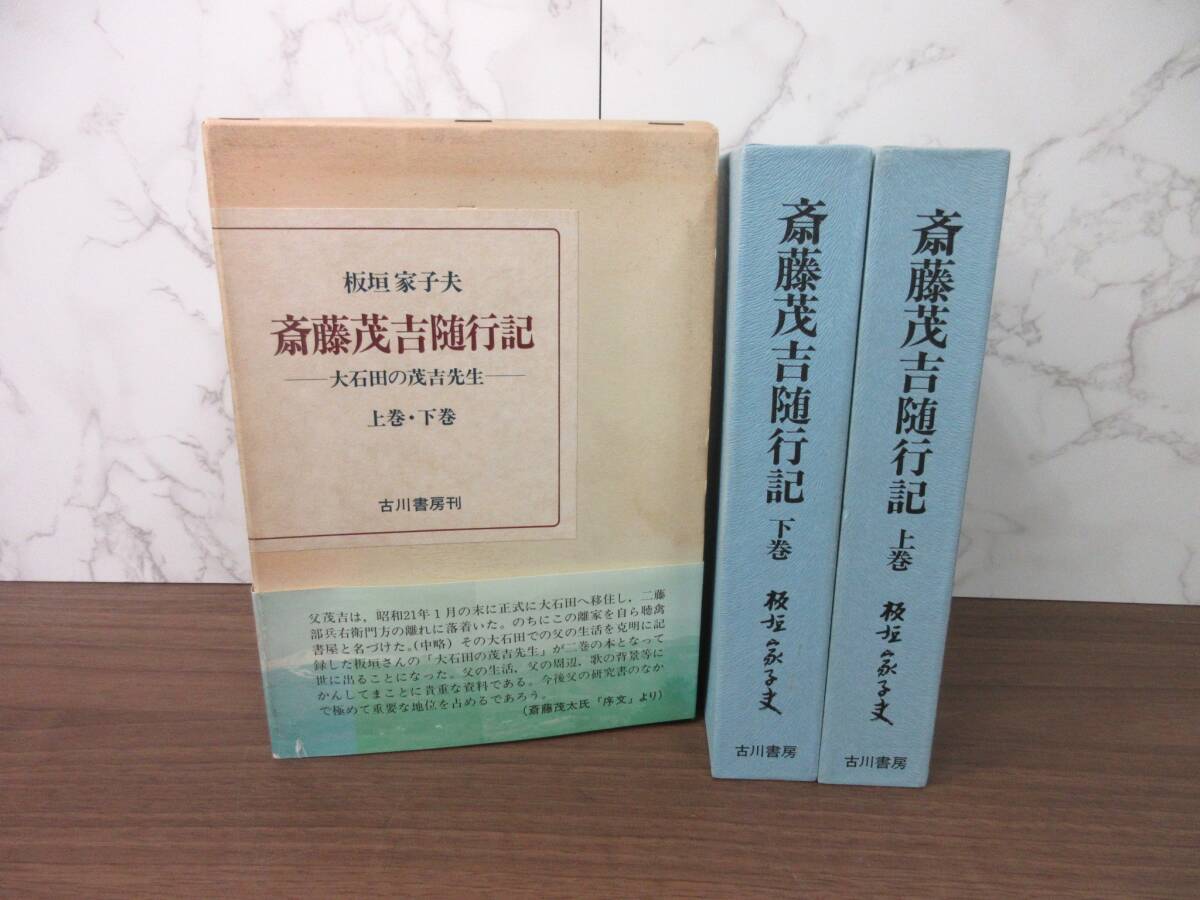 板垣家子夫
斎藤茂吉随行記
——大石田の茂吉先生——
上巻・下巻
古川書房刊
父茂吉は，昭和21年1月の末に正式に大石田へ移住し，二藤
部兵右衛門方の離れに落着いた。のちにこの離家を自ら聴禽
書屋と名づけた。(中略) その大石田での父の生活を克明に記
録した板垣さんの「大石田の茂吉先生」が二巻の本となって
世に出ることになった。父の生活，父の周辺，歌の背景等に
かんしてまことに貴重な資料である。今後父の研究書のなか
で極めて重要な地位を占めるであろう。
(斎藤茂太氏「序文」より)
斎藤茂吉随行記 下巻 板垣家子夫
古川書房
斎藤茂吉随行記 上巻 板垣家子夫
古川書房